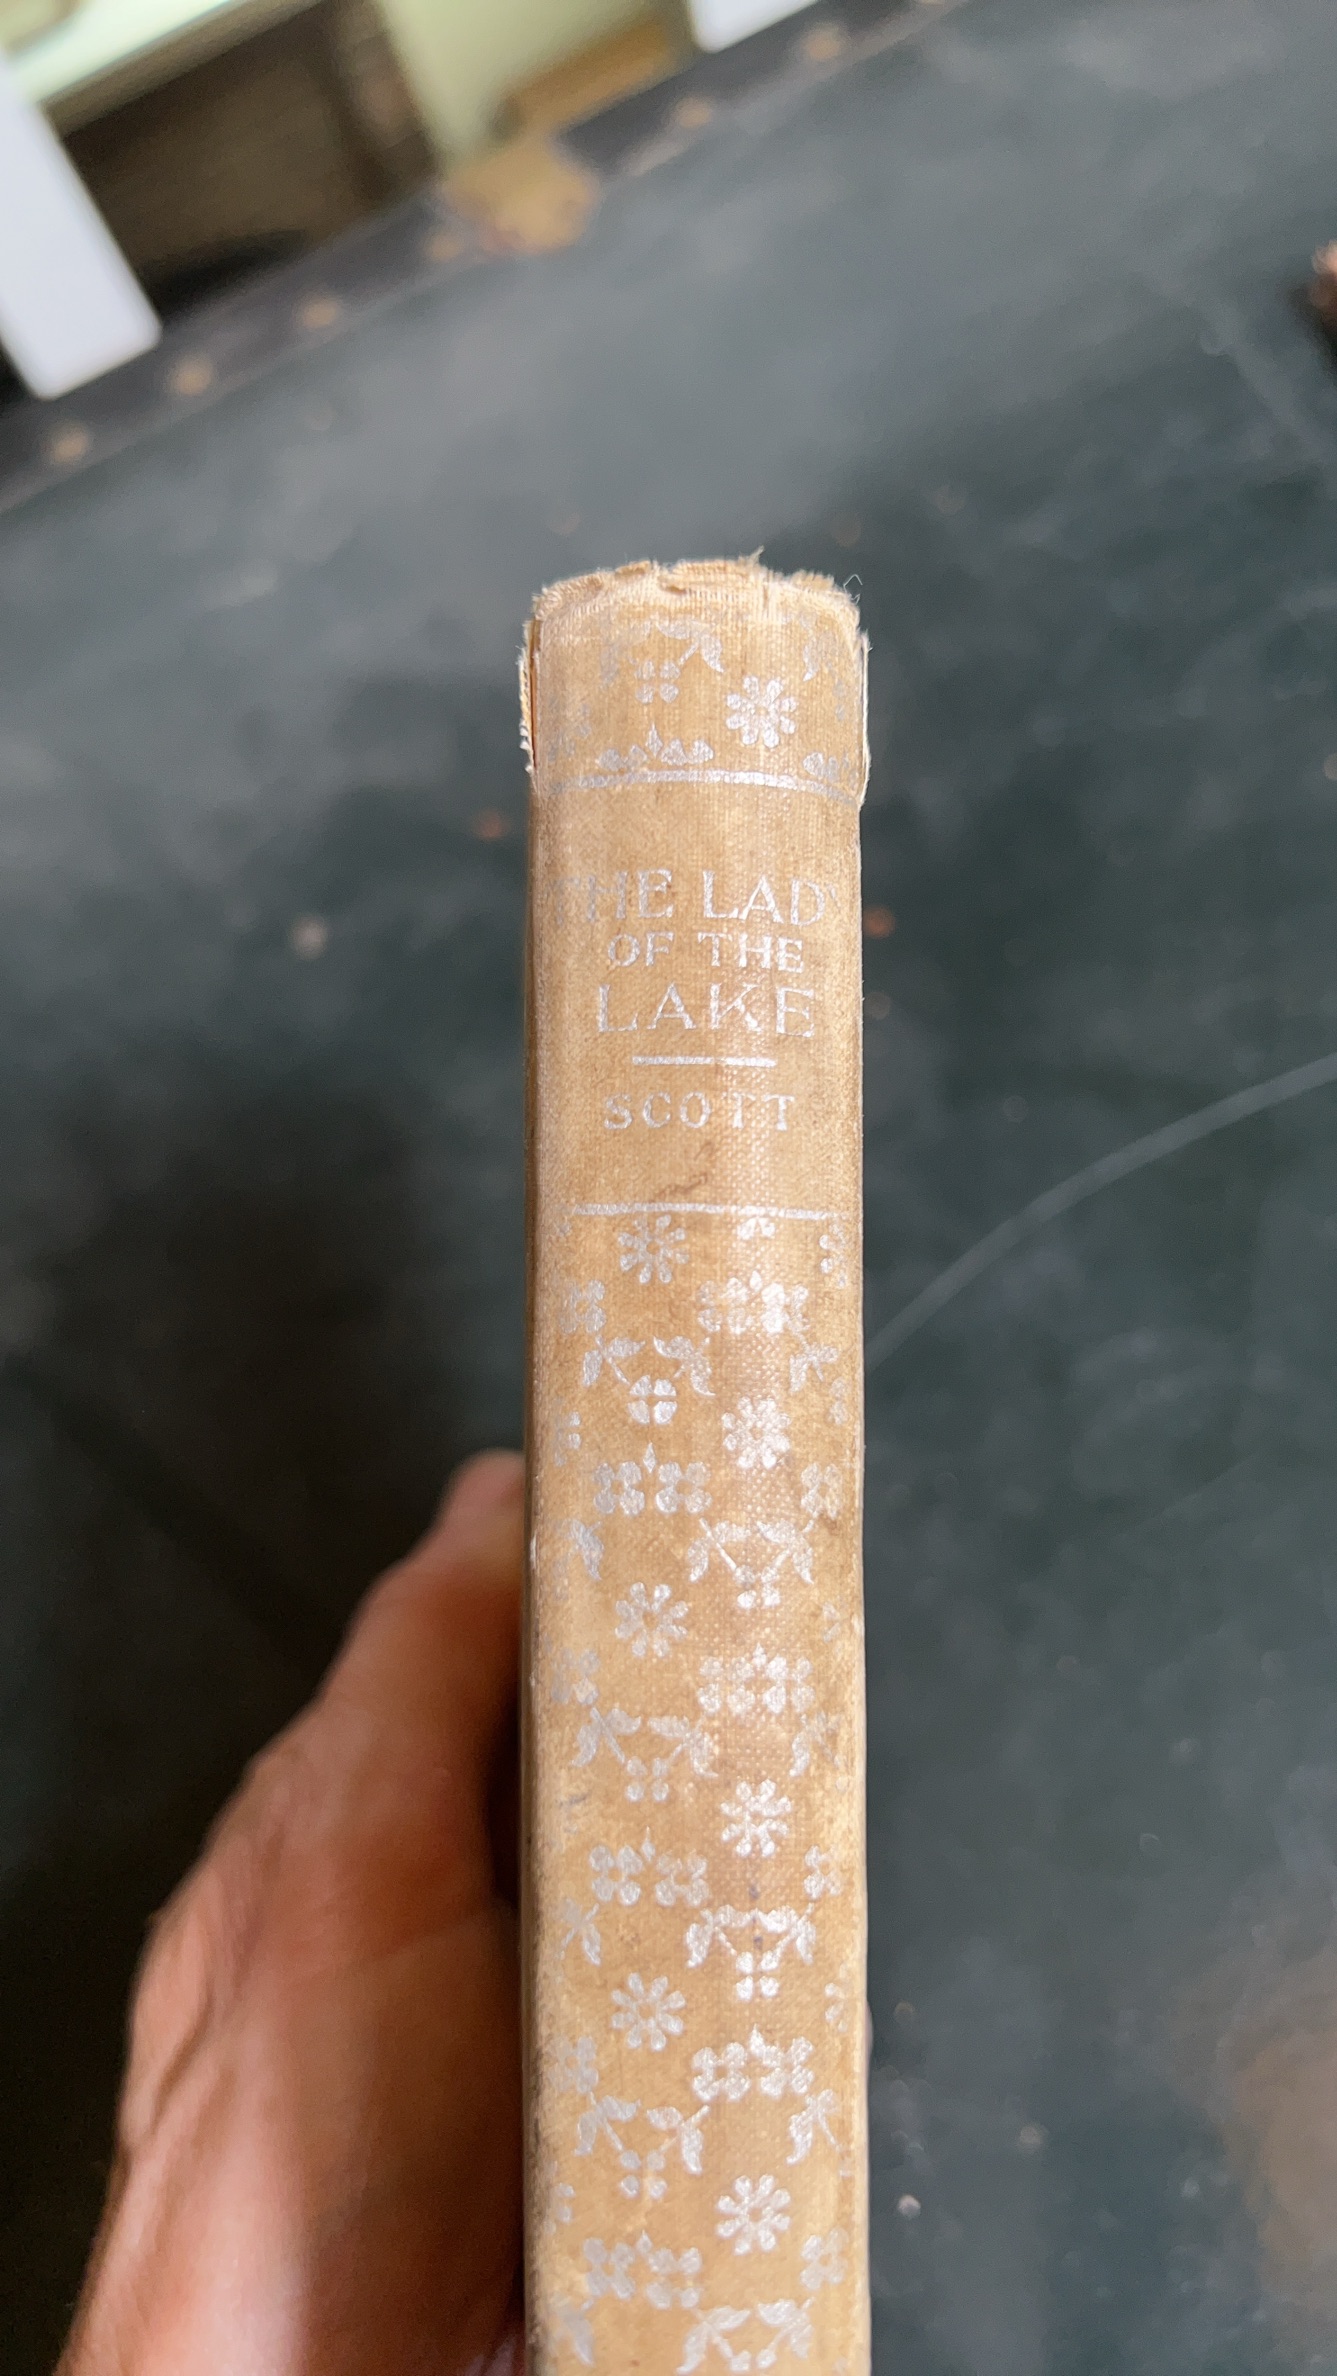 THE LADY
OF THE
LAKE
SCOTT